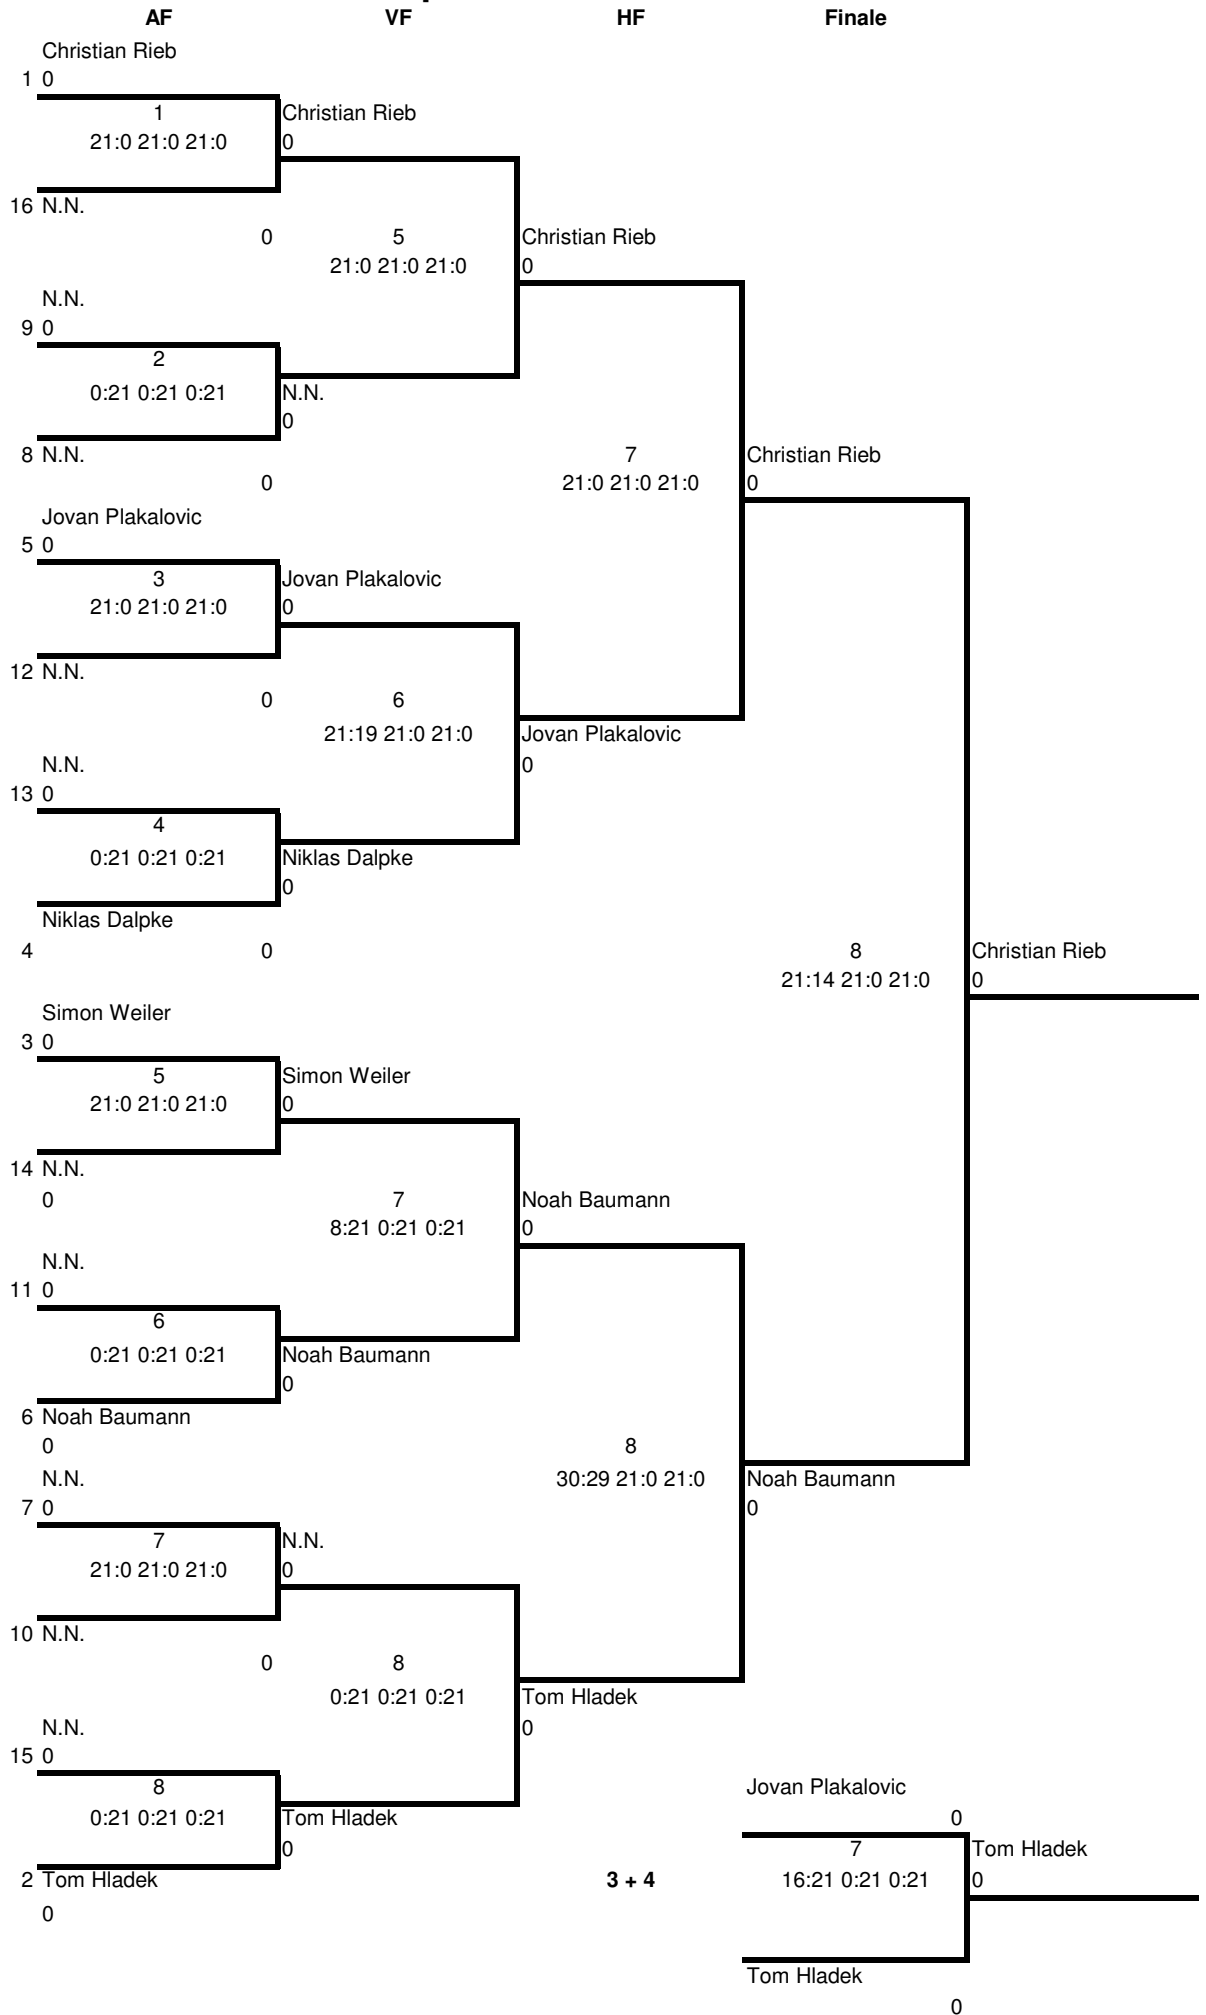 AF VF HF Finale
Christian Rieb
1 0
1 Christian Rieb
21:0 21:0 21:0 0
16 N.N.
0 5 Christian Rieb
21:0 21:0 21:0 0
N.N.
9 0
2
0:21 0:21 0:21 N.N.
0
8 N.N. 7 Christian Rieb
0 21:0 21:0 21:0 0
Jovan Plakalovic
5 0
3 Jovan Plakalovic
21:0 21:0 21:0 0
12 N.N.
0 6
21:19 21:0 21:0 Jovan Plakalovic
N.N. 0
13 0
4
0:21 0:21 0:21 Niklas Dalpke
0
Niklas Dalpke
4 0 8 Christian Rieb
21:14 21:0 21:0 0
Simon Weiler
3 0
5 Simon Weiler
21:0 21:0 21:0 0
14 N.N.
0 7 Noah Baumann
8:21 0:21 0:21 0
N.N.
11 0
6
0:21 0:21 0:21 Noah Baumann
0
6 Noah Baumann
0 8
N.N. 30:29 21:0 21:0 Noah Baumann
7 0 0
7 N.N.
21:0 21:0 21:0 0
10 N.N.
0 8
0:21 0:21 0:21 Tom Hladek
N.N. 0
15 0
8 Jovan Plakalovic
0:21 0:21 0:21 Tom Hladek 0
0 7 Tom Hladek
2 Tom Hladek 3 + 4 16:21 0:21 0:21 0
0
Tom Hladek
0